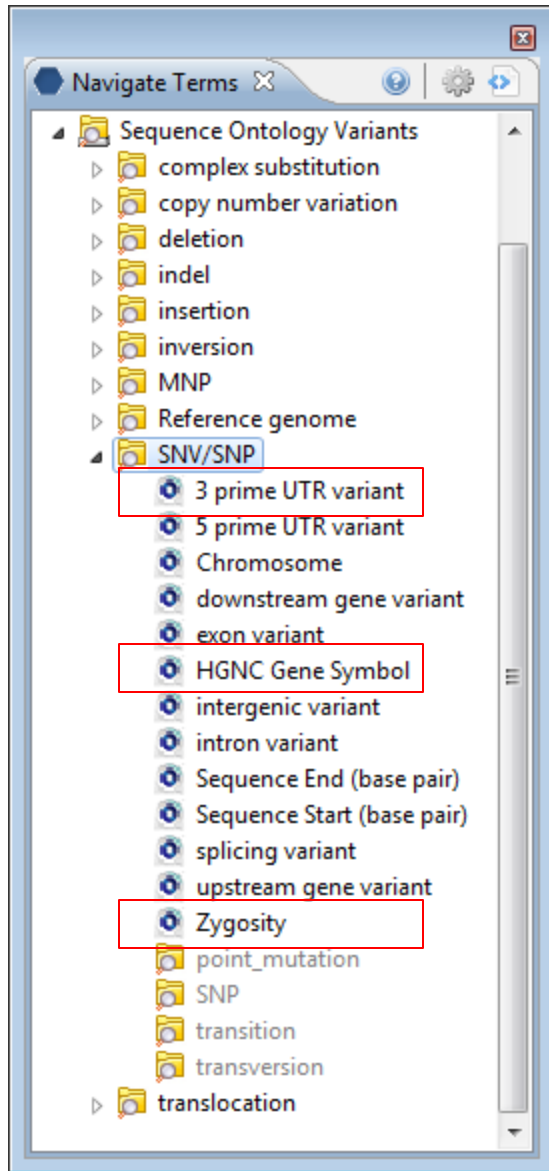 Navigate Terms
Sequence Ontology Variants
complex substitution
copy number variation
deletion
indel
insertion
inversion
MNP
Reference genome
SNV/SNP
3 prime UTR variant
5 prime UTR variant
Chromosome
downstream gene variant
exon variant
HGNC Gene Symbol
intergenic variant
intron variant
Sequence End (base pair)
Sequence Start (base pair)
splicing variant
upstream gene variant
Zygosity
point_mutation
SNP
transition
transversion
translocation